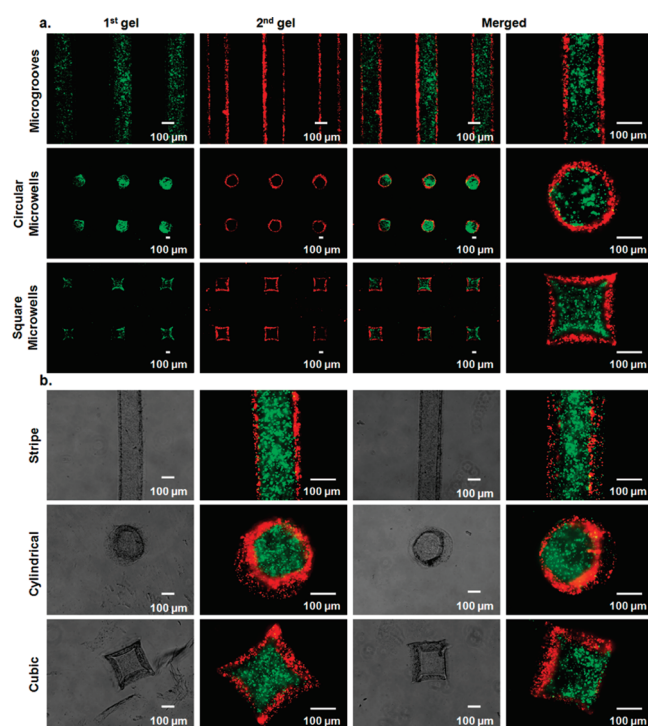 a.
1st gel 2nd gel Merged
Microgrooves
100 µm 100 µm 100 µm 100 µm
Circular
Microwells
100 µm 100 µm 100 µm 100 µm
Square
Microwells
100 µm 100 µm 100 µm 100 µm
b.
Stripe
100 µm 100 µm 100 µm 100 µm
Cylindrical
100 µm 100 µm 100 µm 100 µm
Cubic
100 µm 100 µm 100 µm 100 µm